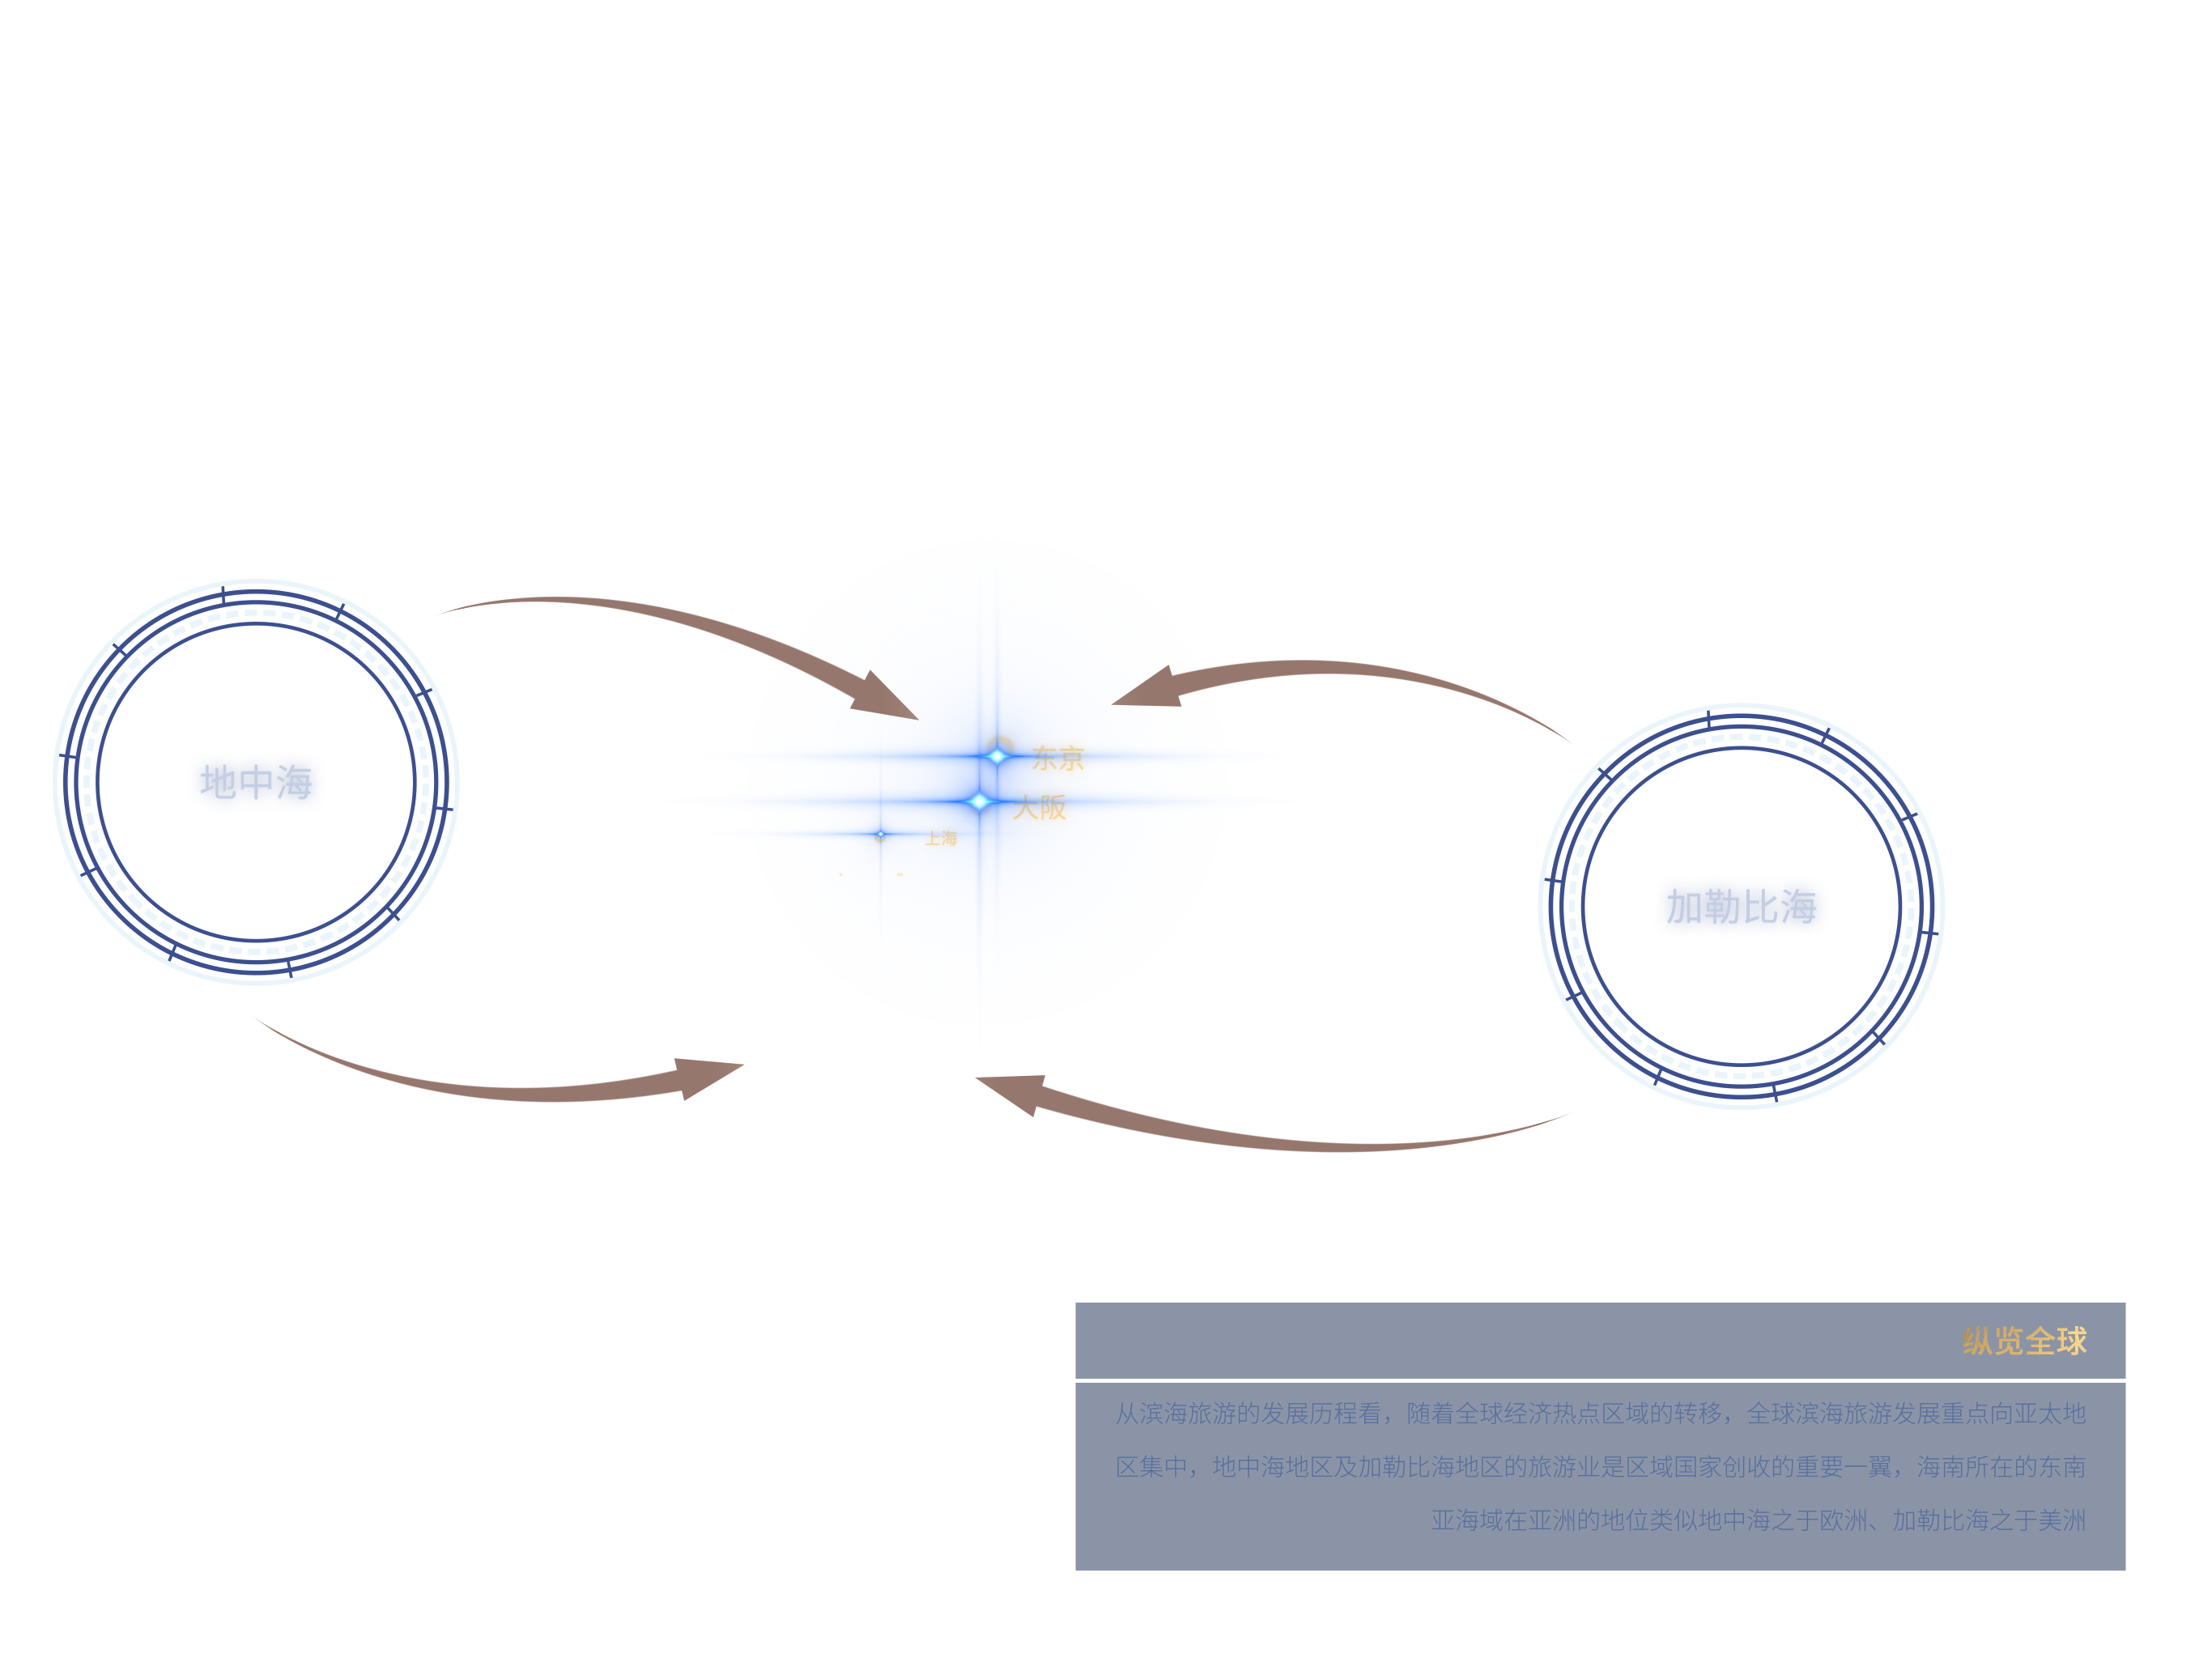 地中海
东京
大阪
上海
加勒比海
纵览全球
从滨海旅游的发展历程看，随着全球经济热点区域的转移，全球滨海旅游发展重点向亚太地
区集中，地中海地区及加勒比海地区的旅游业是区域国家创收的重要一翼，海南所在的东南
亚海域在亚洲的地位类似地中海之于欧洲、加勒比海之于美洲